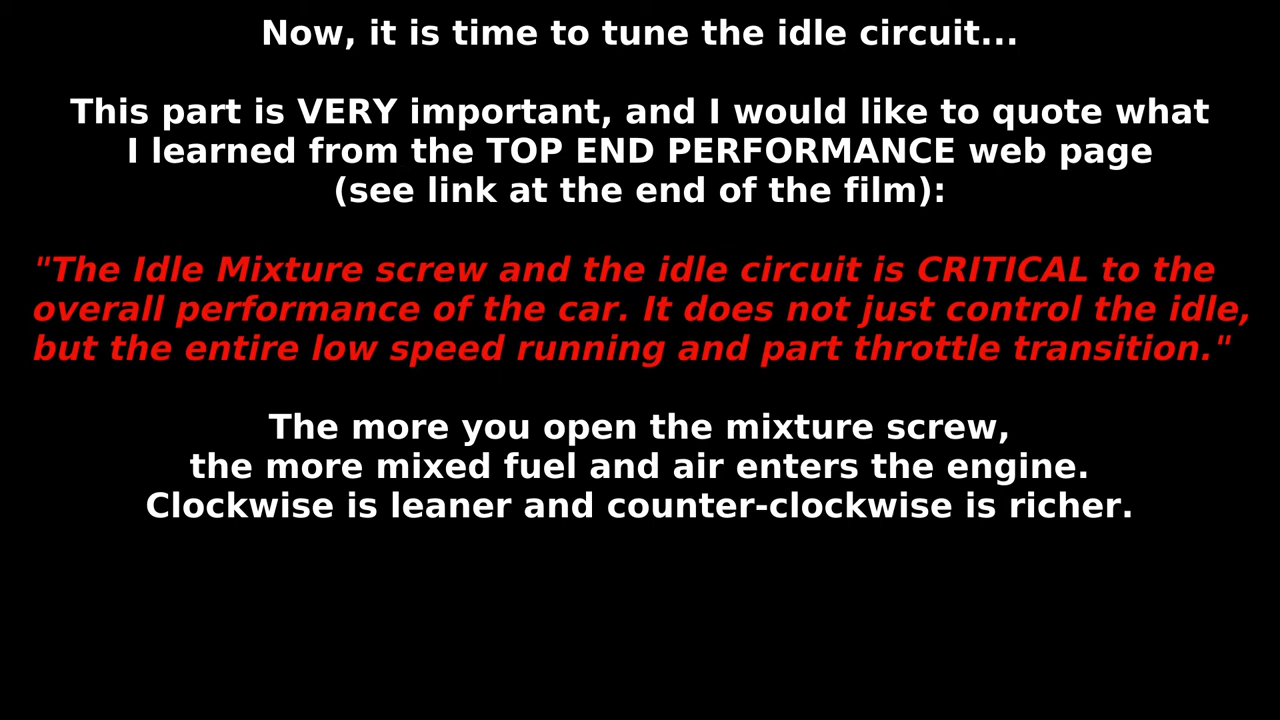 Now, it is time to tune the idle circuit...
This part is VERY important, and I would like to quote what
I learned from the TOP END PERFORMANCE web page
(see link at the end of the film):
"The Idle Mixture screw and the idle circuit is CRITICAL to the
overall performance of the car. It does not just control the idle,
but the entire low speed running and part throttle transition."
The more you open the mixture screw,
the more mixed fuel and air enters the engine.
Clockwise is leaner and counter-clockwise is richer.